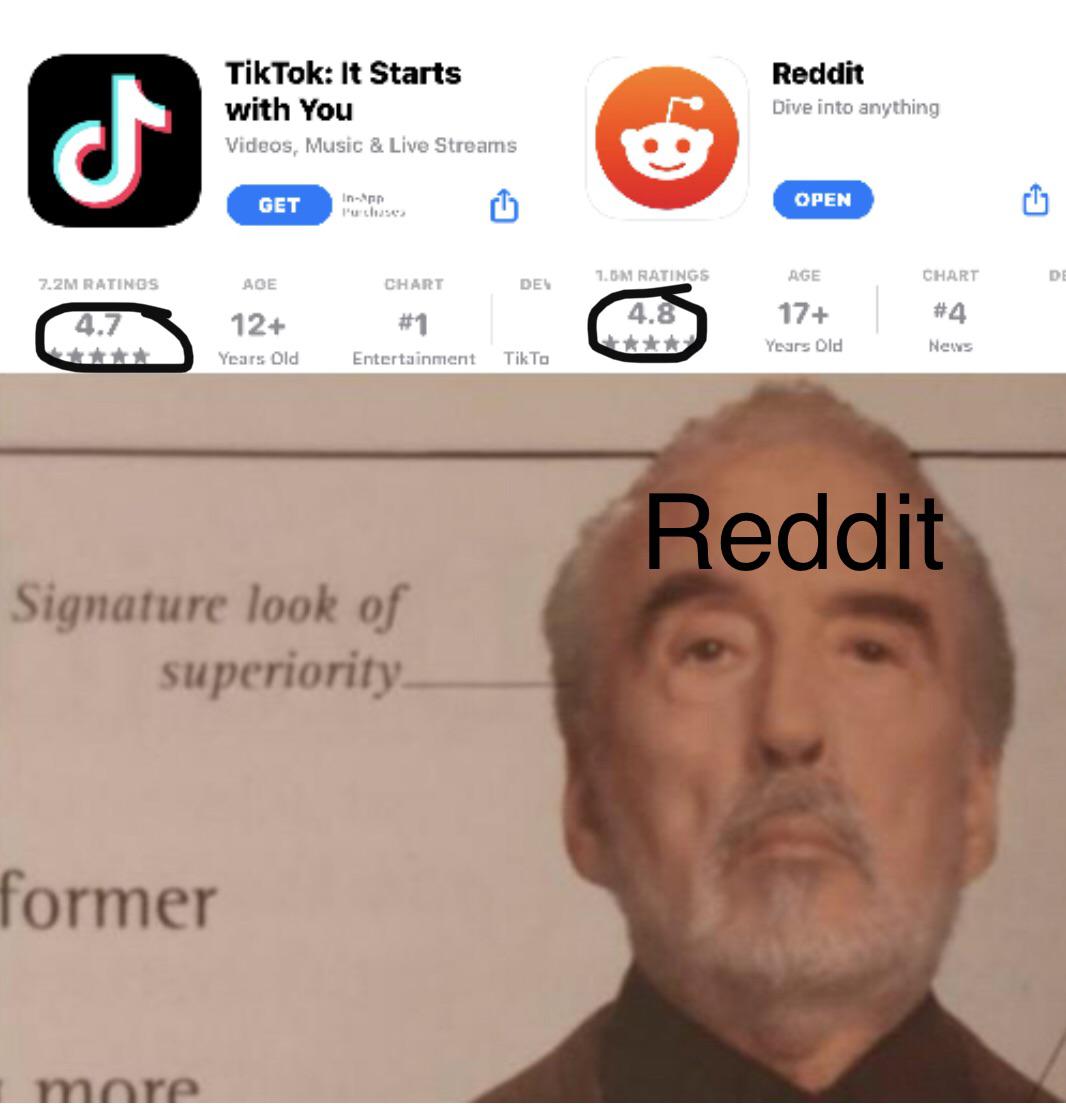 TikTok: It Starts
with You
Videos, Music & Live Streams
GET
In-App
Purchases
7.2M RATINGS
AGE
CHART
DEV
4.7
12+
#1
★★★★★
Years Old
Entertainment
TikTo
Reddit
Dive into anything
OPEN
RATINGS
AGE
CHART
DE
4.8
17+
#4
★★★★★
Years Old
News
Reddit
Signature look of
superiority
former
more